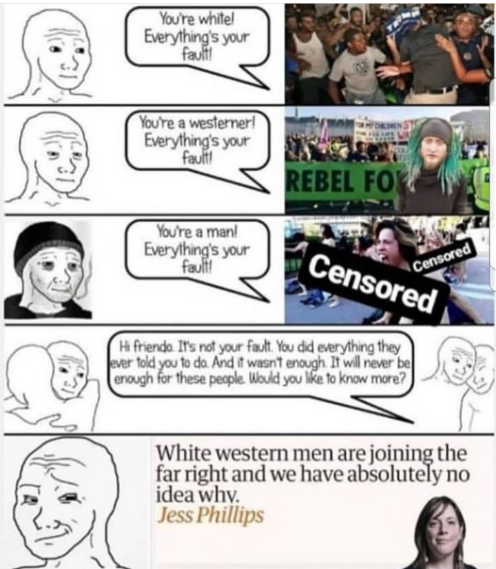 You're white!
Everything's your
fault!
You're a westerner!
Everything's your
fault!
REBEL FO
You're a man!
Everything's your
fault!
Censored
Censored
Hi friendo. It's not your fault. You did everything they
ever told you to do. And it wasn't enough. It will never be
enough for these people. Would you like to know more?
White western men are joining the
far right and we have absolutely no
idea why.
Jess Phillips